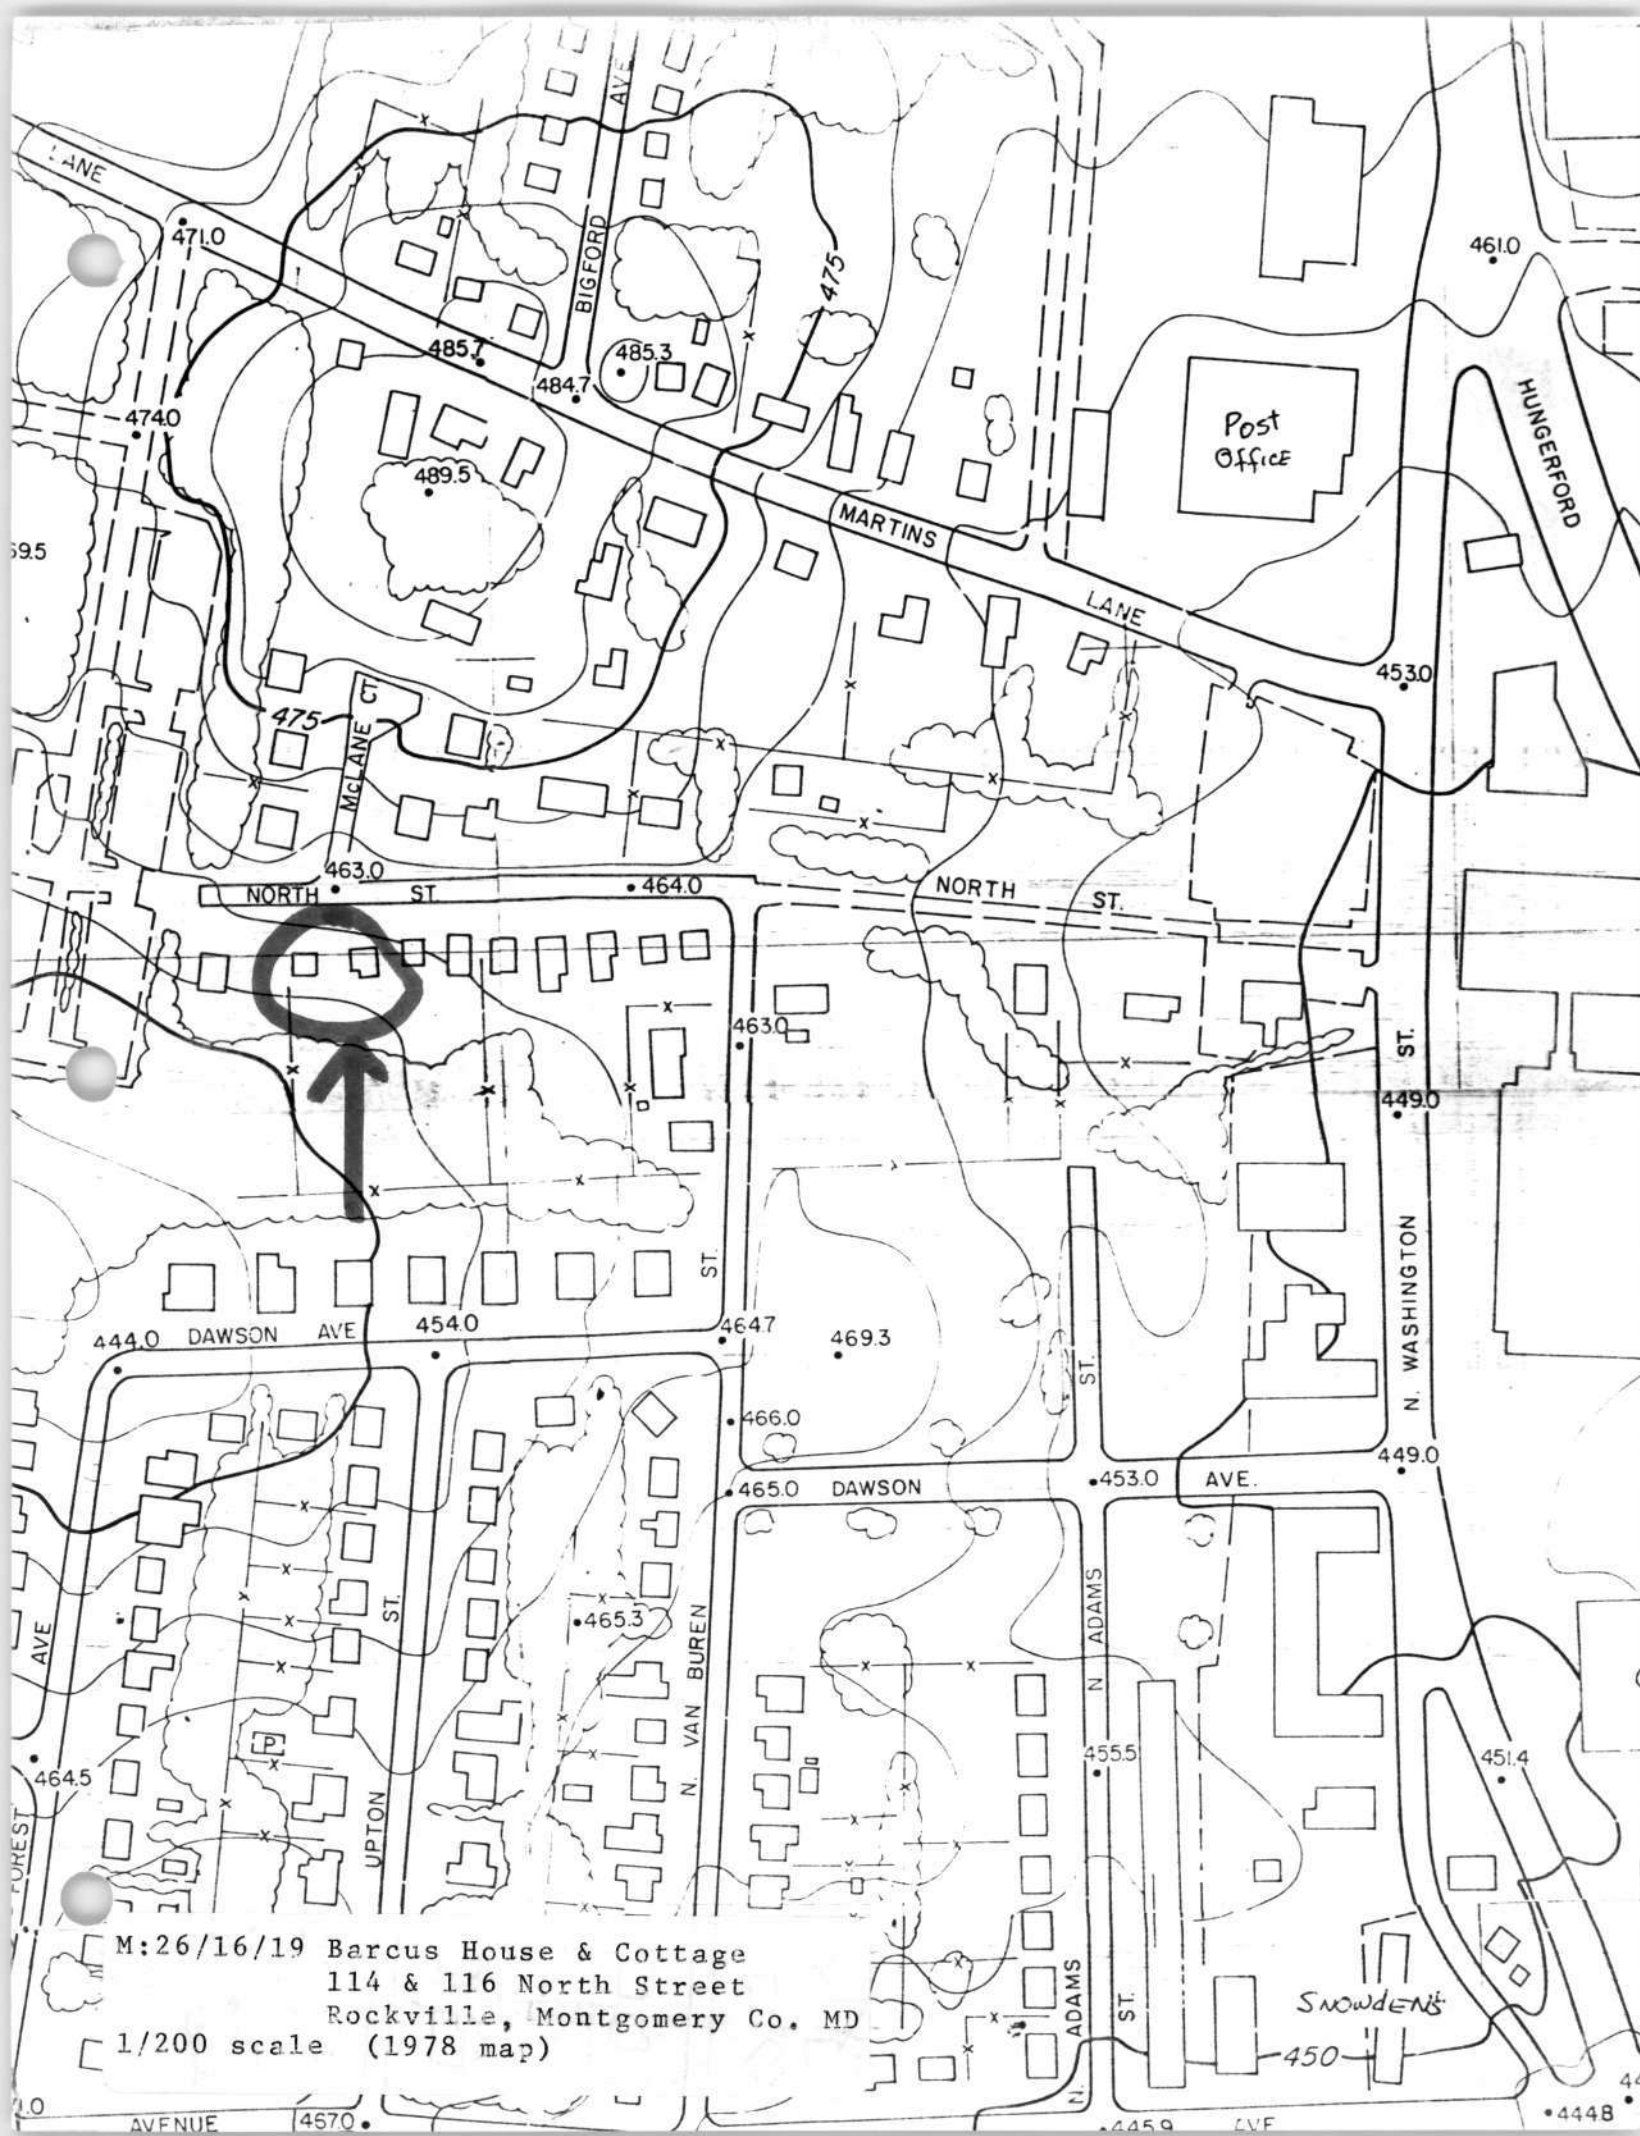 AVE
LANE
471.0
BIGFORD
475
461.0
485.7
485.3
484.7
474.0
HUNGERFORD
Post
Office
489.5
MARTINS
59.5
LANE
453.0
475
McLANE CT
463.0
NORTH ST.
464.0
NORTH ST.
463.0
ST.
449.0
ST.
N. WASHINGTON
444.0 DAWSON AVE 454.0
464.7
469.3
ST.
466.0
449.0
465.0 DAWSON
453.0 AVE.
N ADAMS
ST.
465.3
AVE
N. VAN BUREN
P
455.5
451.4
464.5
UPTON
FOREST
M:26/16/19 Barcus House & Cottage
114 & 116 North Street
Rockville, Montgomery Co. MD
1/200 scale (1978 map)
N. ADAMS
ST.
SNOWDENS
450
AVENUE
467.0
445.9
AVE
444.8